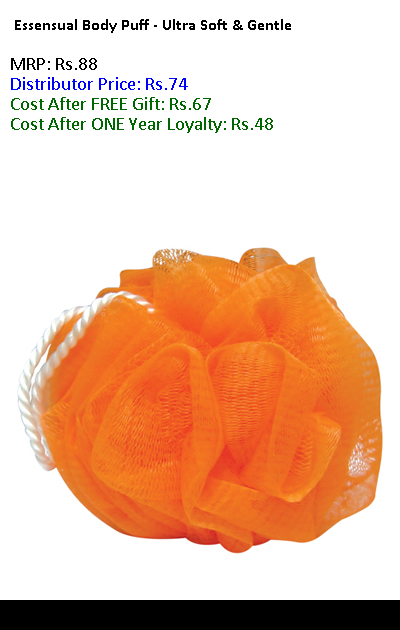 Essensual Body Puff - Ultra Soft & Gentle
MRP: Rs.88
Distributor Price: Rs.74
Cost After FREE Gift: Rs.67
Cost After ONE Year Loyalty: Rs.48